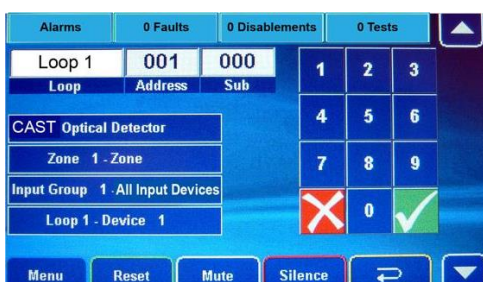 Alarms 0 Faults 0 Disablements 0 Tests
Loop 1 001 000
Loop Address Sub
1 2 3
CAST Optical Detector
4 5 6
Zone 1 - Zone
7 8 9
Input Group 1 - All Input Devices
Loop 1 - Device 1
0
Menu Reset Mute Silence